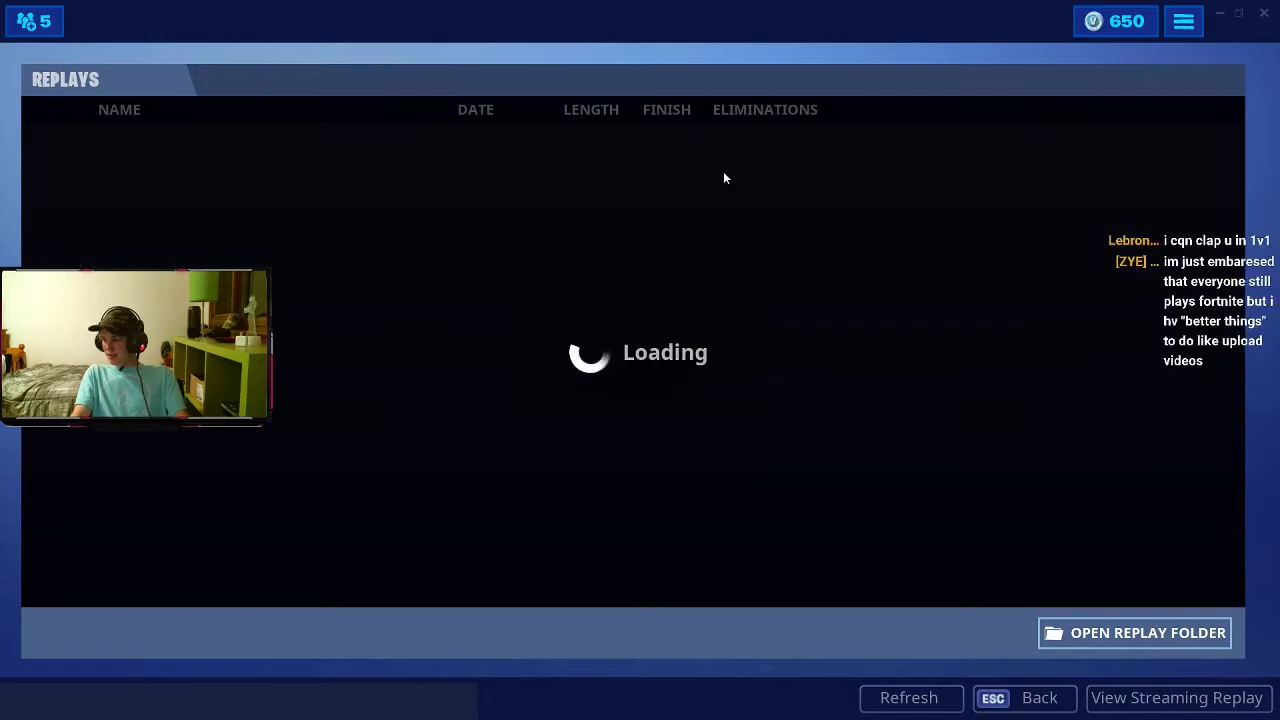 5
650
REPLAYS
NAME DATE LENGTH FINISH ELIMINATIONS
Lebron… i cqn clap u in 1v1
[ZYE] … im just embaresed
that everyone still
plays fortnite but i
hv "better things"
to do like upload
videos
Loading
OPEN REPLAY FOLDER
Refresh ESC Back View Streaming Replay